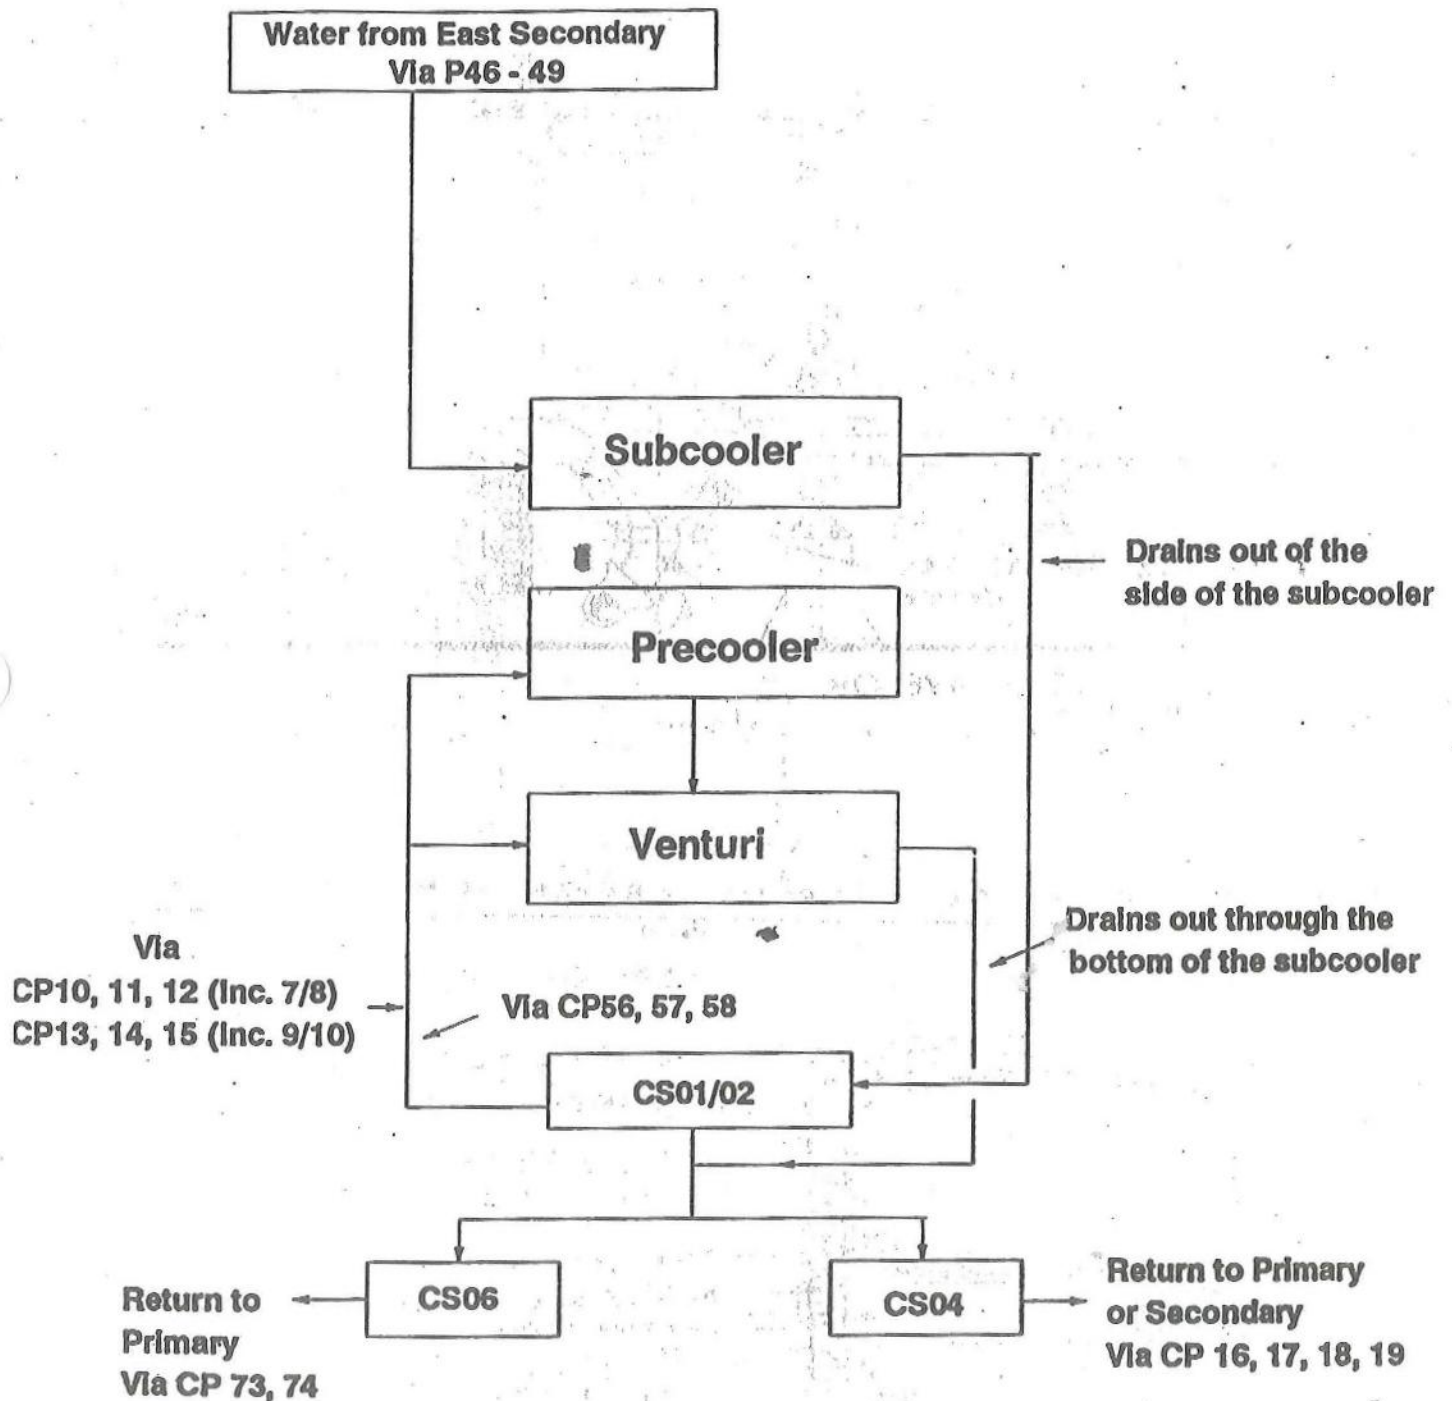 Water from East Secondary
Via P46 - 49
Subcooler
Drains out of the
side of the subcooler
Precooler
Venturi
Drains out through the
bottom of the subcooler
Via
CP10, 11, 12 (Inc. 7/8)
CP13, 14, 15 (Inc. 9/10)
Via CP56, 57, 58
CS01/02
CS06
CS04
Return to
Primary
Via CP 73, 74
Return to Primary
or Secondary
Via CP 16, 17, 18, 19